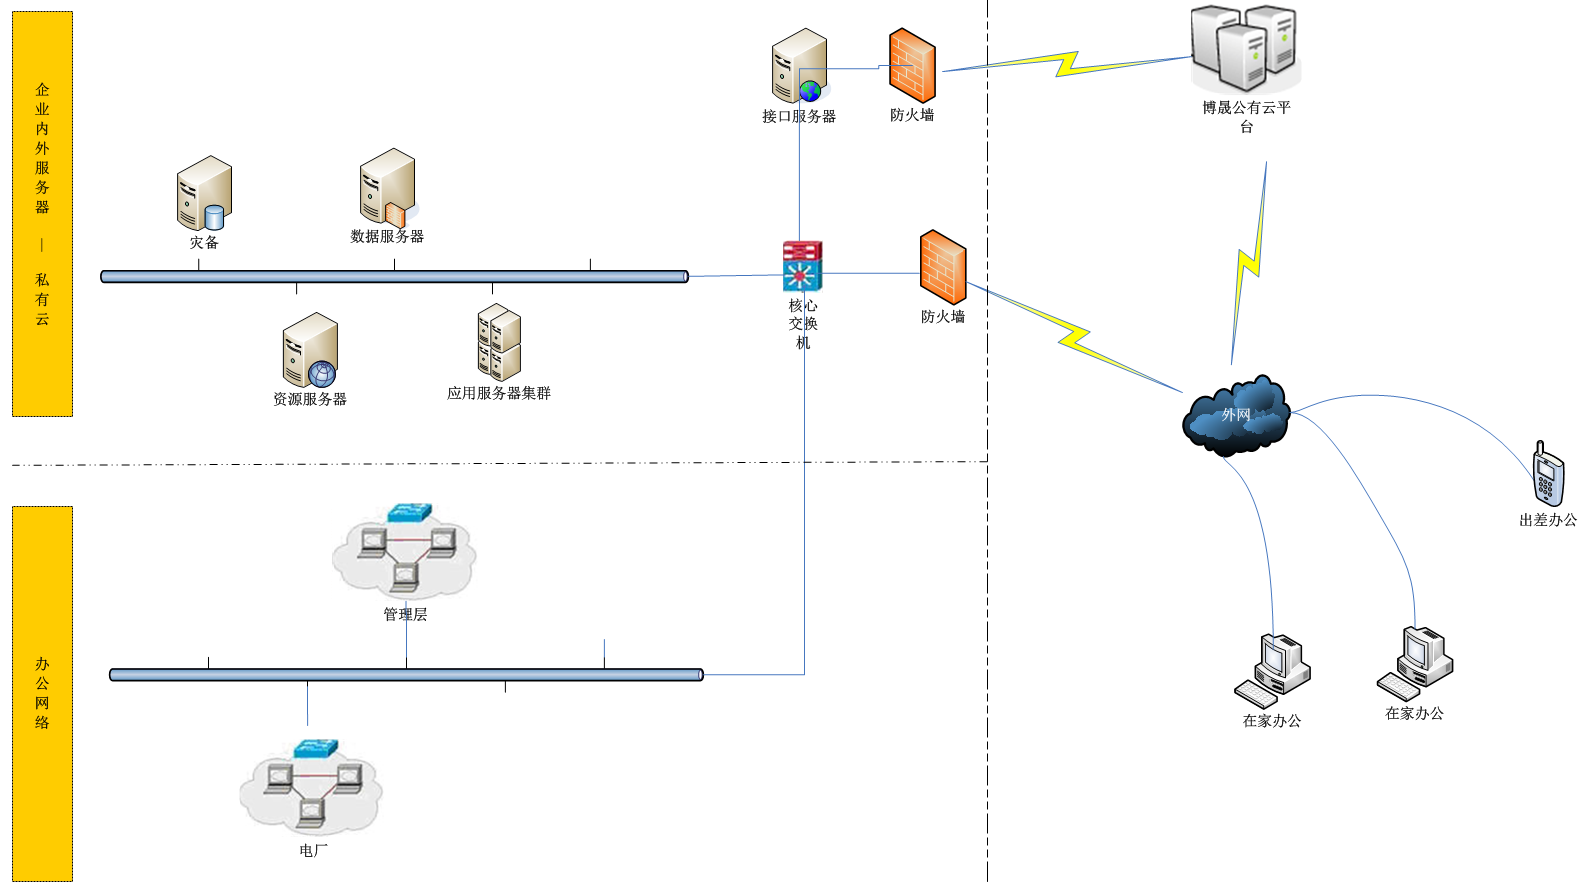 企业内外服务器 | 私有云
接口服务器
防火墙
博晟公有云平
台
灾备
数据服务器
核心
交换
机
防火墙
资源服务器
应用服务器集群
外网
出差办公
办公网络
管理层
在家办公
在家办公
电厂